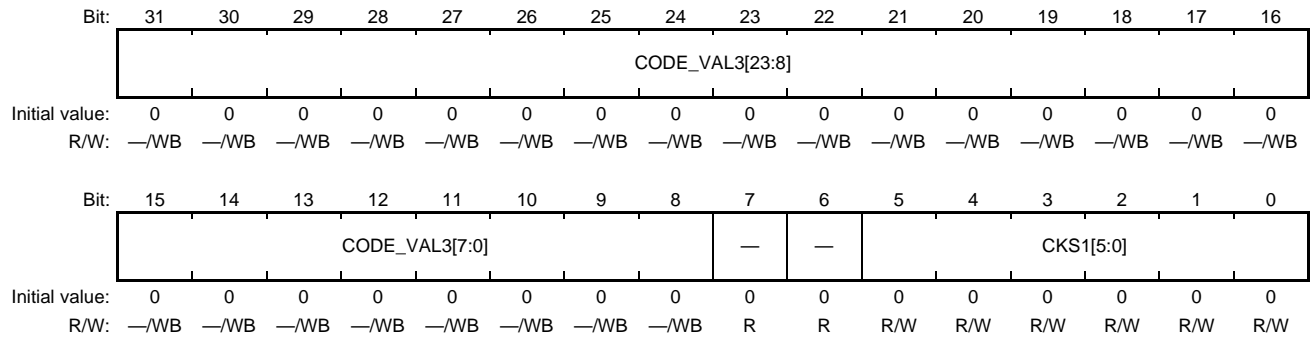 Bit: 31 30 29 28 27 26 25 24 23 22 21 20 19 18 17 16
CODE_VAL3[23:8]
Initial value: 0 0 0 0 0 0 0 0 0 0 0 0 0 0 0 0
R/W: —/WB —/WB —/WB —/WB —/WB —/WB —/WB —/WB —/WB —/WB —/WB —/WB —/WB —/WB —/WB —/WB
Bit: 15 14 13 12 11 10 9 8 7 6 5 4 3 2 1 0
CODE_VAL3[7:0] — — CKS1[5:0]
Initial value: 0 0 0 0 0 0 0 0 0 0 0 0 0 0 0 0
R/W: —/WB —/WB —/WB —/WB —/WB —/WB —/WB —/WB R R R/W R/W R/W R/W R/W R/W